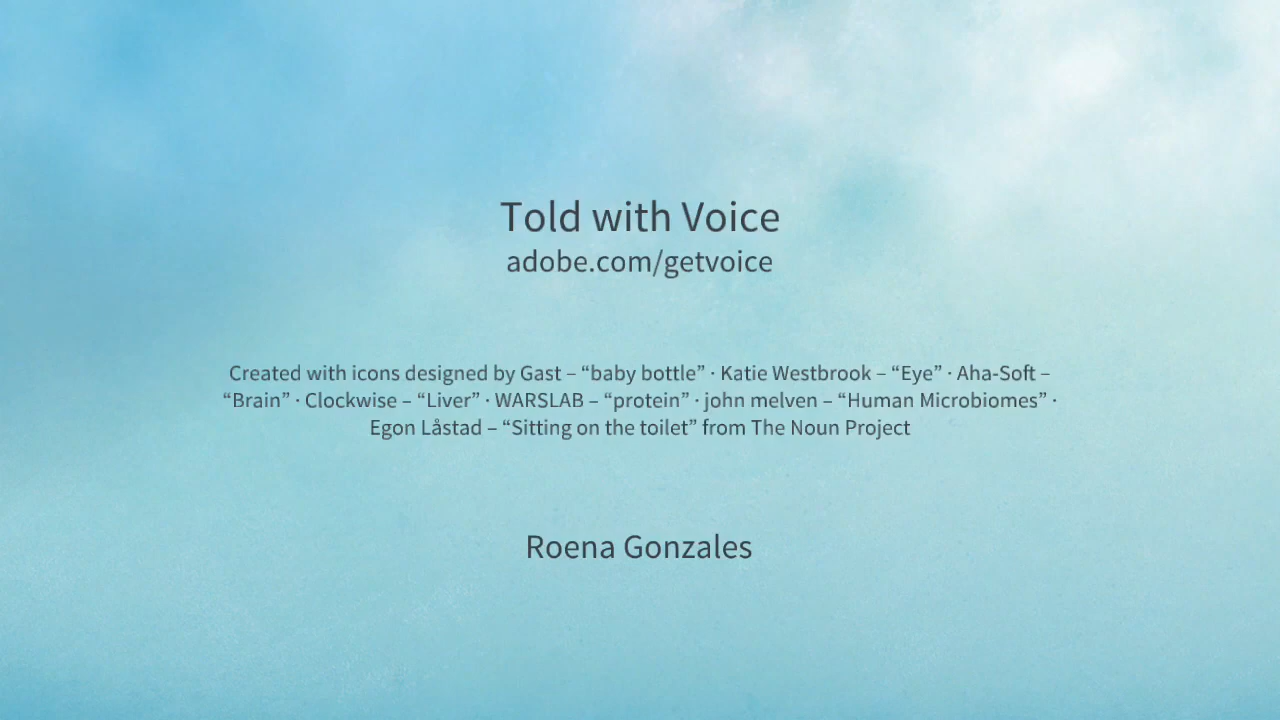 Told with Voice
adobe.com/getvoice
Created with icons designed by Gast – “baby bottle” · Katie Westbrook – “Eye” · Aha-Soft –
“Brain” · Clockwise – “Liver” · WARSLAB – “protein” · john melven – “Human Microbiomes” ·
Egon Låstad – “Sitting on the toilet” from The Noun Project
Roena Gonzales